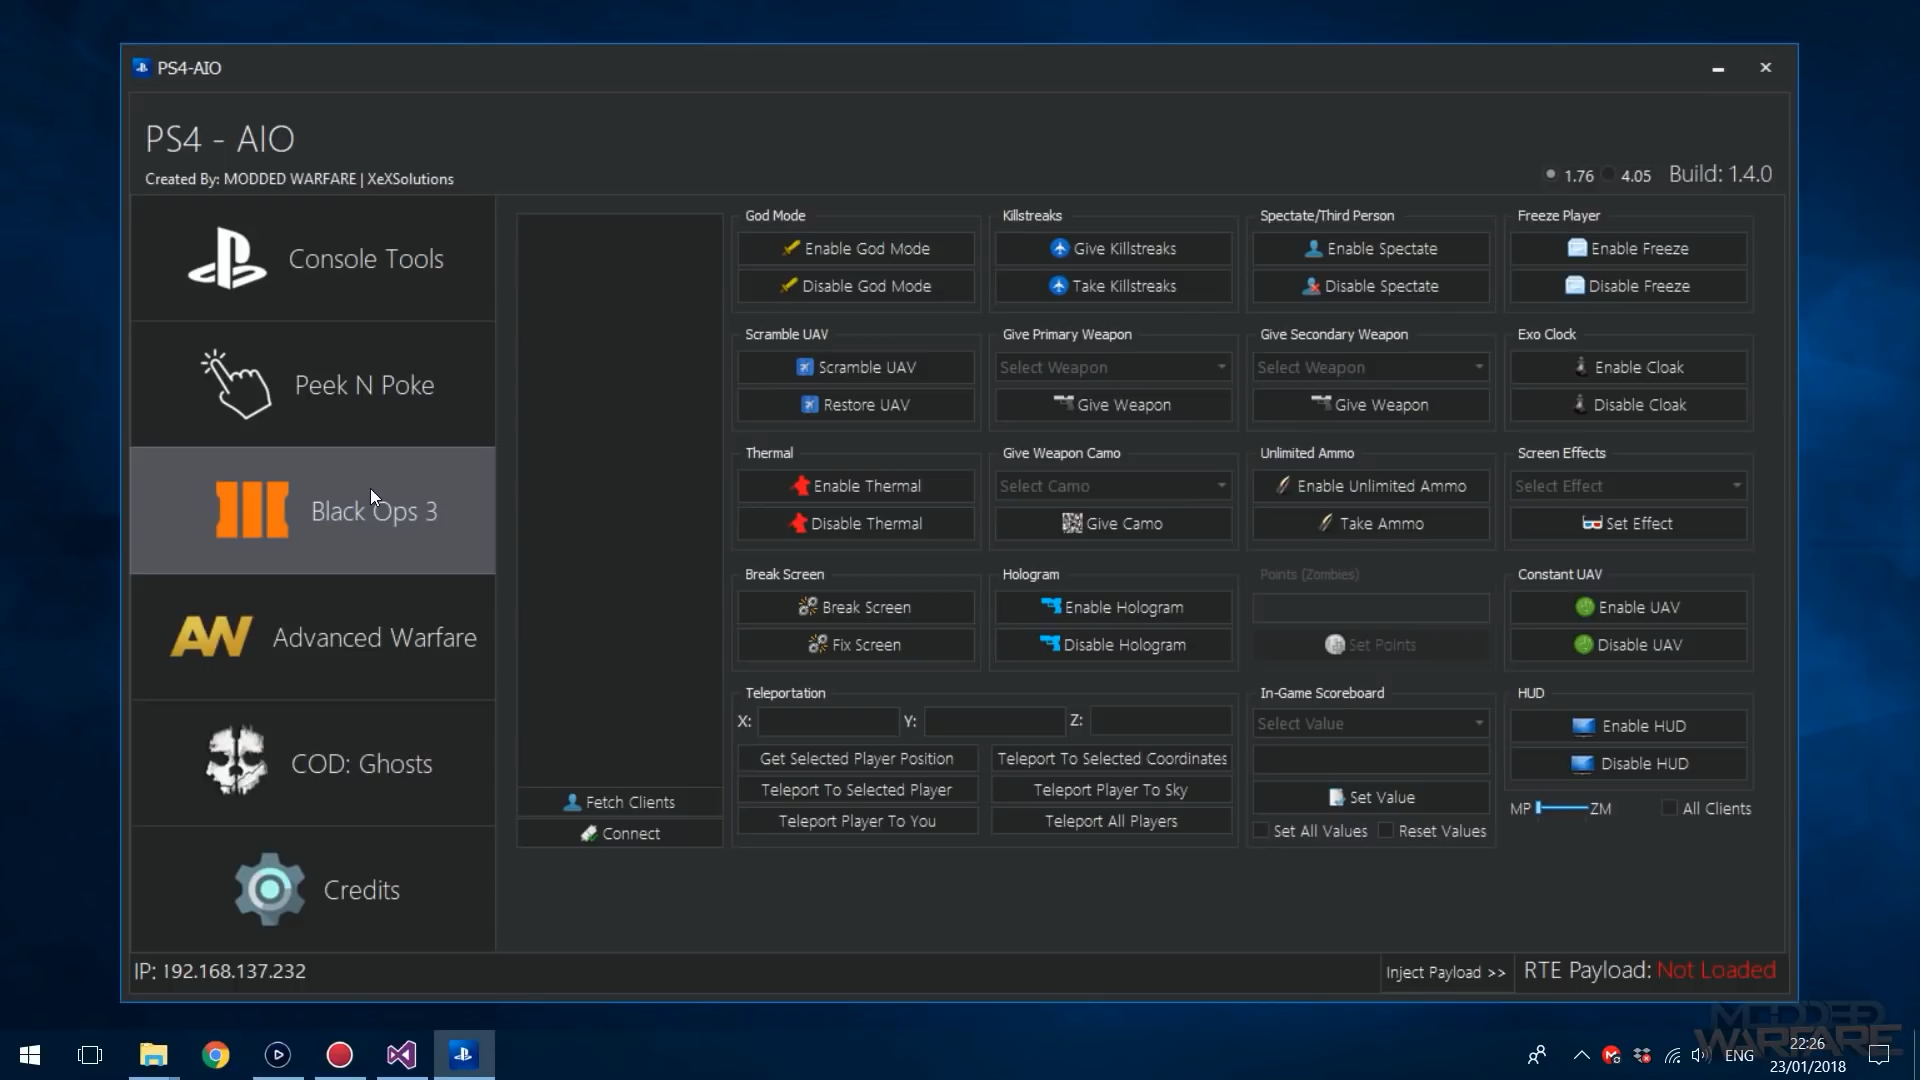 PS4-AIO
PS4 - AIO
Created By: MODDED WARFARE | XeXSolutions
1.76 4.05 Build: 1.4.0
Console Tools
Peek N Poke
Black Ops 3
AW Advanced Warfare
COD: Ghosts
Credits
Fetch Clients
Connect
God Mode
Enable God Mode
Disable God Mode
Killstreaks
Give Killstreaks
Take Killstreaks
Spectate/Third Person
Enable Spectate
Disable Spectate
Freeze Player
Enable Freeze
Disable Freeze
Scramble UAV
Scramble UAV
Restore UAV
Give Primary Weapon
Select Weapon
Give Weapon
Give Secondary Weapon
Select Weapon
Give Weapon
Exo Clock
Enable Cloak
Disable Cloak
Thermal
Enable Thermal
Disable Thermal
Give Weapon Camo
Select Camo
Give Camo
Unlimited Ammo
Enable Unlimited Ammo
Take Ammo
Screen Effects
Select Effect
Set Effect
Break Screen
Break Screen
Fix Screen
Hologram
Enable Hologram
Disable Hologram
Points (Zombies)
Set Points
Constant UAV
Enable UAV
Disable UAV
Teleportation
X: Y: Z:
Get Selected Player Position
Teleport To Selected Coordinates
Teleport To Selected Player
Teleport Player To Sky
Teleport Player To You
Teleport All Players
In-Game Scoreboard
Select Value
Set Value
Set All Values Reset Values
HUD
Enable HUD
Disable HUD
MP ZM All Clients
IP: 192.168.137.232
Inject Payload >> RTE Payload: Not Loaded
MODDED
WARFARE
ENG
22:26
23/01/2018